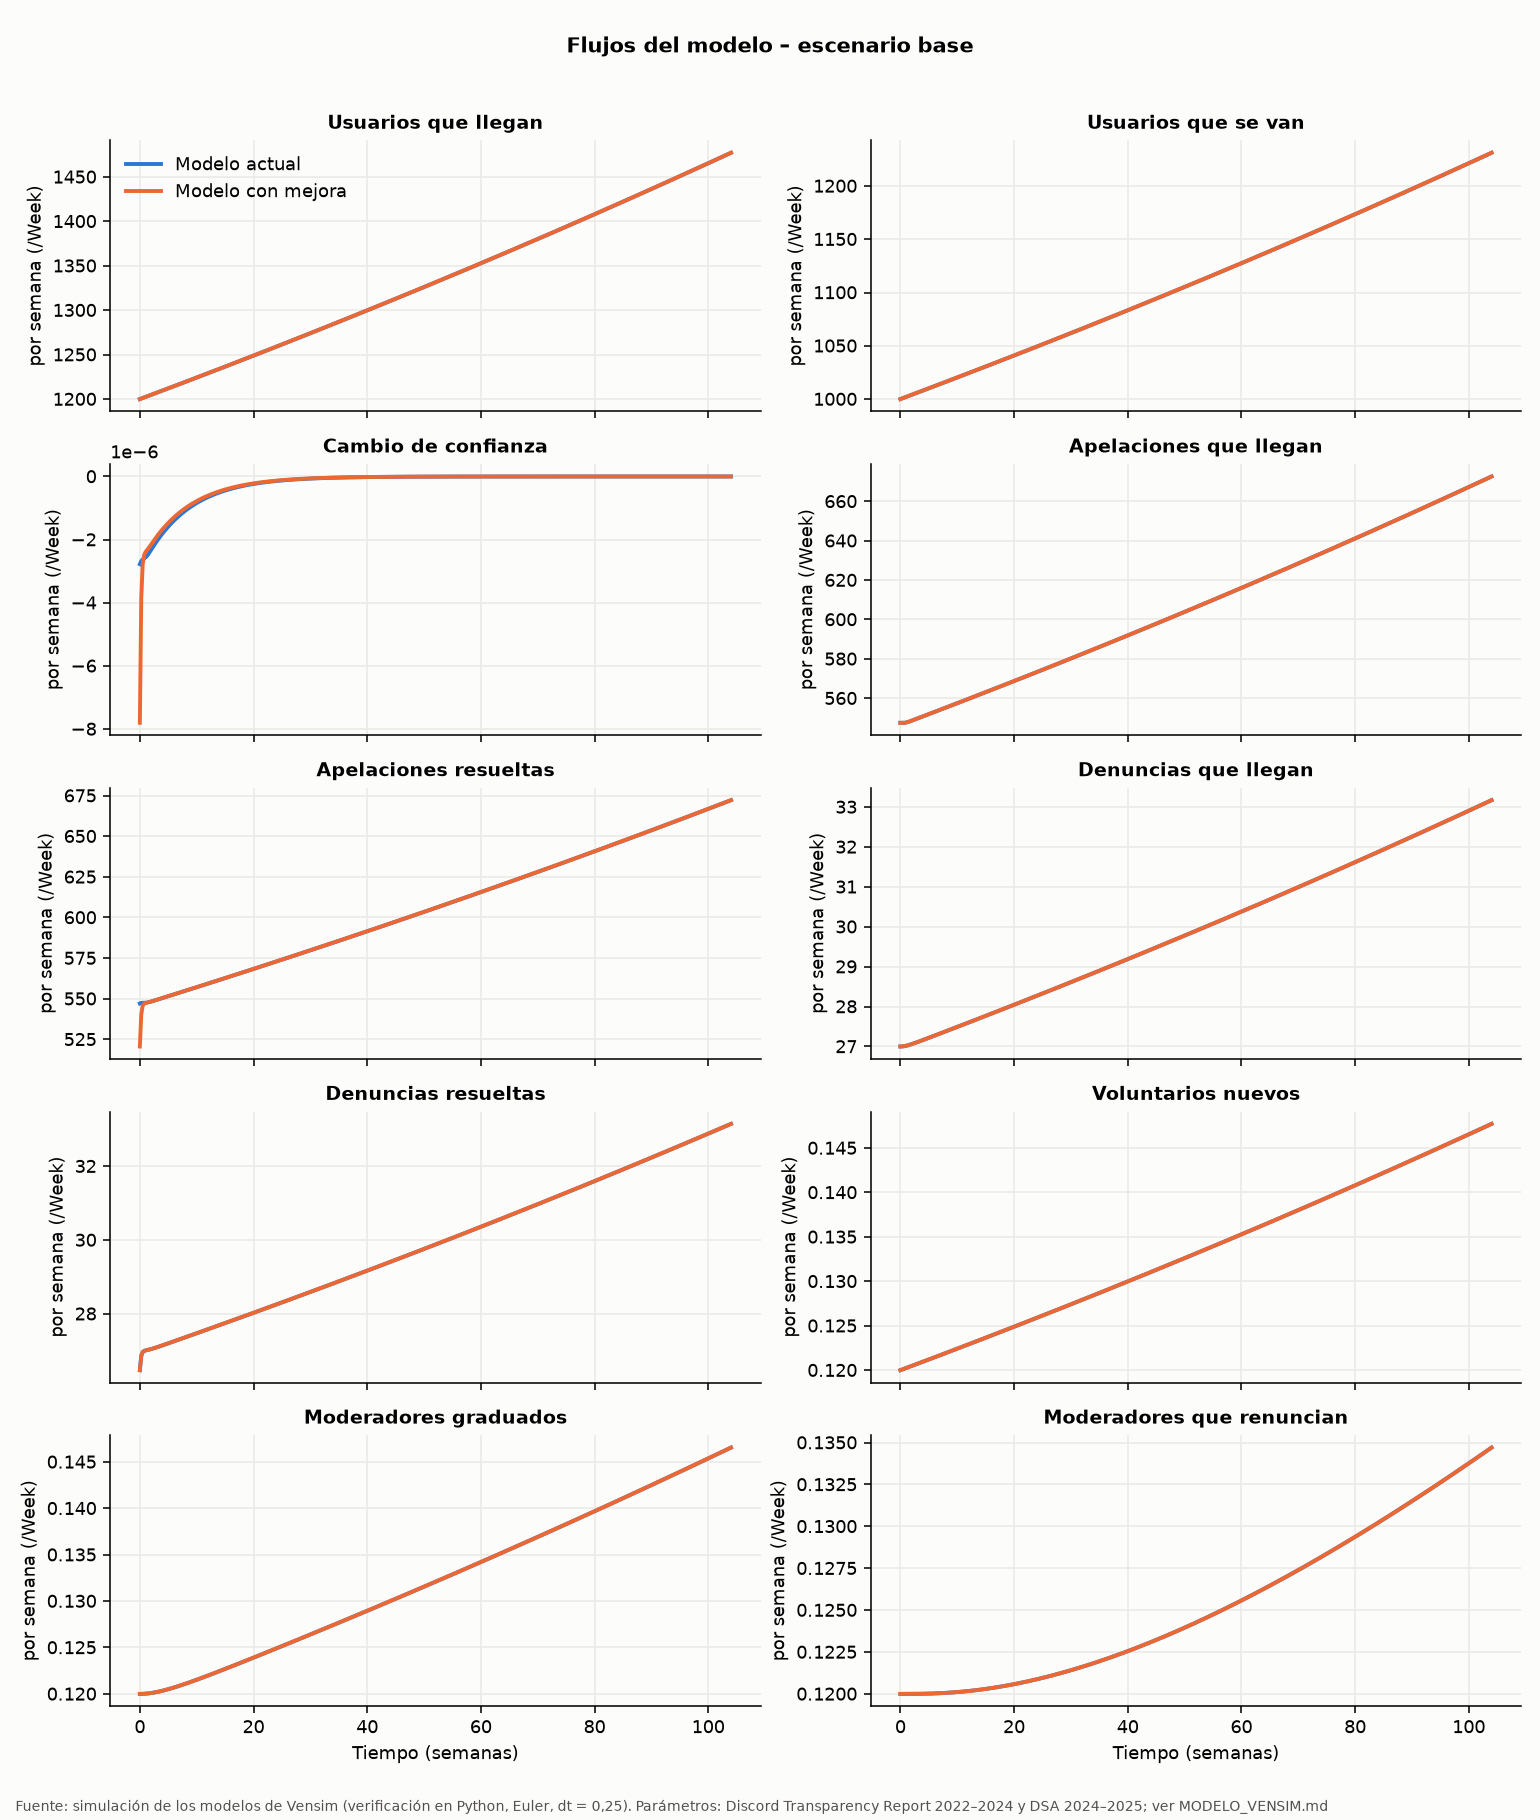 Flujos del modelo – escenario base
Usuarios que llegan
Modelo actual
Modelo con mejora
por semana (/Week)
1450
1400
1350
1300
1250
1200
Usuarios que se van
por semana (/Week)
1200
1150
1100
1050
1000
Cambio de confianza
1e−6
por semana (/Week)
0
−2
−4
−6
−8
Apelaciones que llegan
por semana (/Week)
660
640
620
600
580
560
Apelaciones resueltas
por semana (/Week)
675
650
625
600
575
550
525
Denuncias que llegan
por semana (/Week)
33
32
31
30
29
28
27
Denuncias resueltas
por semana (/Week)
32
30
28
Voluntarios nuevos
por semana (/Week)
0.145
0.140
0.135
0.130
0.125
0.120
Moderadores graduados
por semana (/Week)
0.145
0.140
0.135
0.130
0.125
0.120
0 20 40 60 80 100
Tiempo (semanas)
Moderadores que renuncian
por semana (/Week)
0.1350
0.1325
0.1300
0.1275
0.1250
0.1225
0.1200
0 20 40 60 80 100
Tiempo (semanas)
Fuente: simulación de los modelos de Vensim (verificación en Python, Euler, dt = 0,25). Parámetros: Discord Transparency Report 2022–2024 y DSA 2024–2025; ver MODELO_VENSIM.md